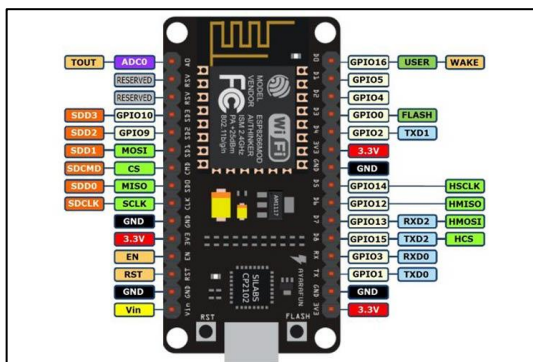 TOUT ADC0 A0 D0 GPIO16 USER WAKE
RESERVED RSV D1 GPIO5
RESERVED RSV D2 GPIO4
SDD3 GPIO10 SD3 D3 GPIO0 FLASH
SDD2 GPIO9 SD2 D4 GPIO2 TXD1
SDD1 MOSI SD1 3V3 3.3V
SDCMD CS CMD GND GND
SDD0 MISO SD0 D5 GPIO14 HSCLK
SDCLK SCLK CLK D6 GPIO12 HMISO
GND GND D7 GPIO13 RXD2 HMOSI
3.3V 3V3 D8 GPIO15 TXD2 HCS
EN EN RX GPIO3 RXD0
RST RST TX GPIO1 TXD0
GND GND GND GND
Vin Vin 3V3 3.3V
MODEL
VENDOR
ESP8266MOD
AI-THINKER
ISM 2.4GHz
PA +25dBm
802.11b/g/n
FC
Wi Fi
AM1117
AYARAFUN
SILABS
CP2102
RST
FLASH